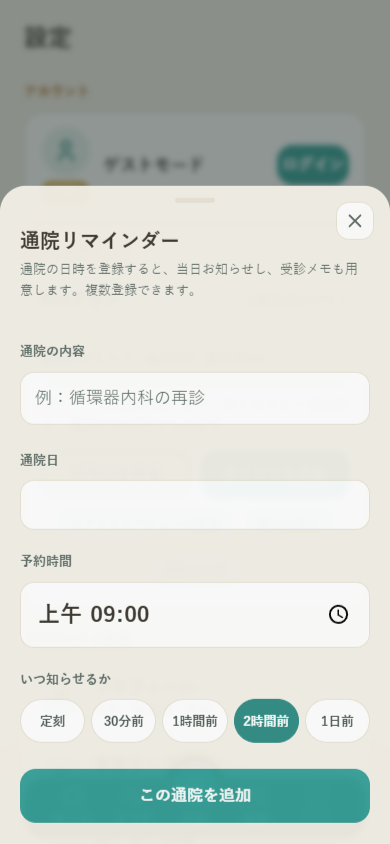 設定
アカウント
ゲストモード
ログイン
通院リマインダー
通院の日時を登録すると、当日お知らせし、受診メモも用
意します。複数登録できます。
通院の内容
例：循環器内科の再診
通院日
予約時間
上午 09:00
いつ知らせるか
定刻
30分前
1時間前
2時間前
1日前
この通院を追加